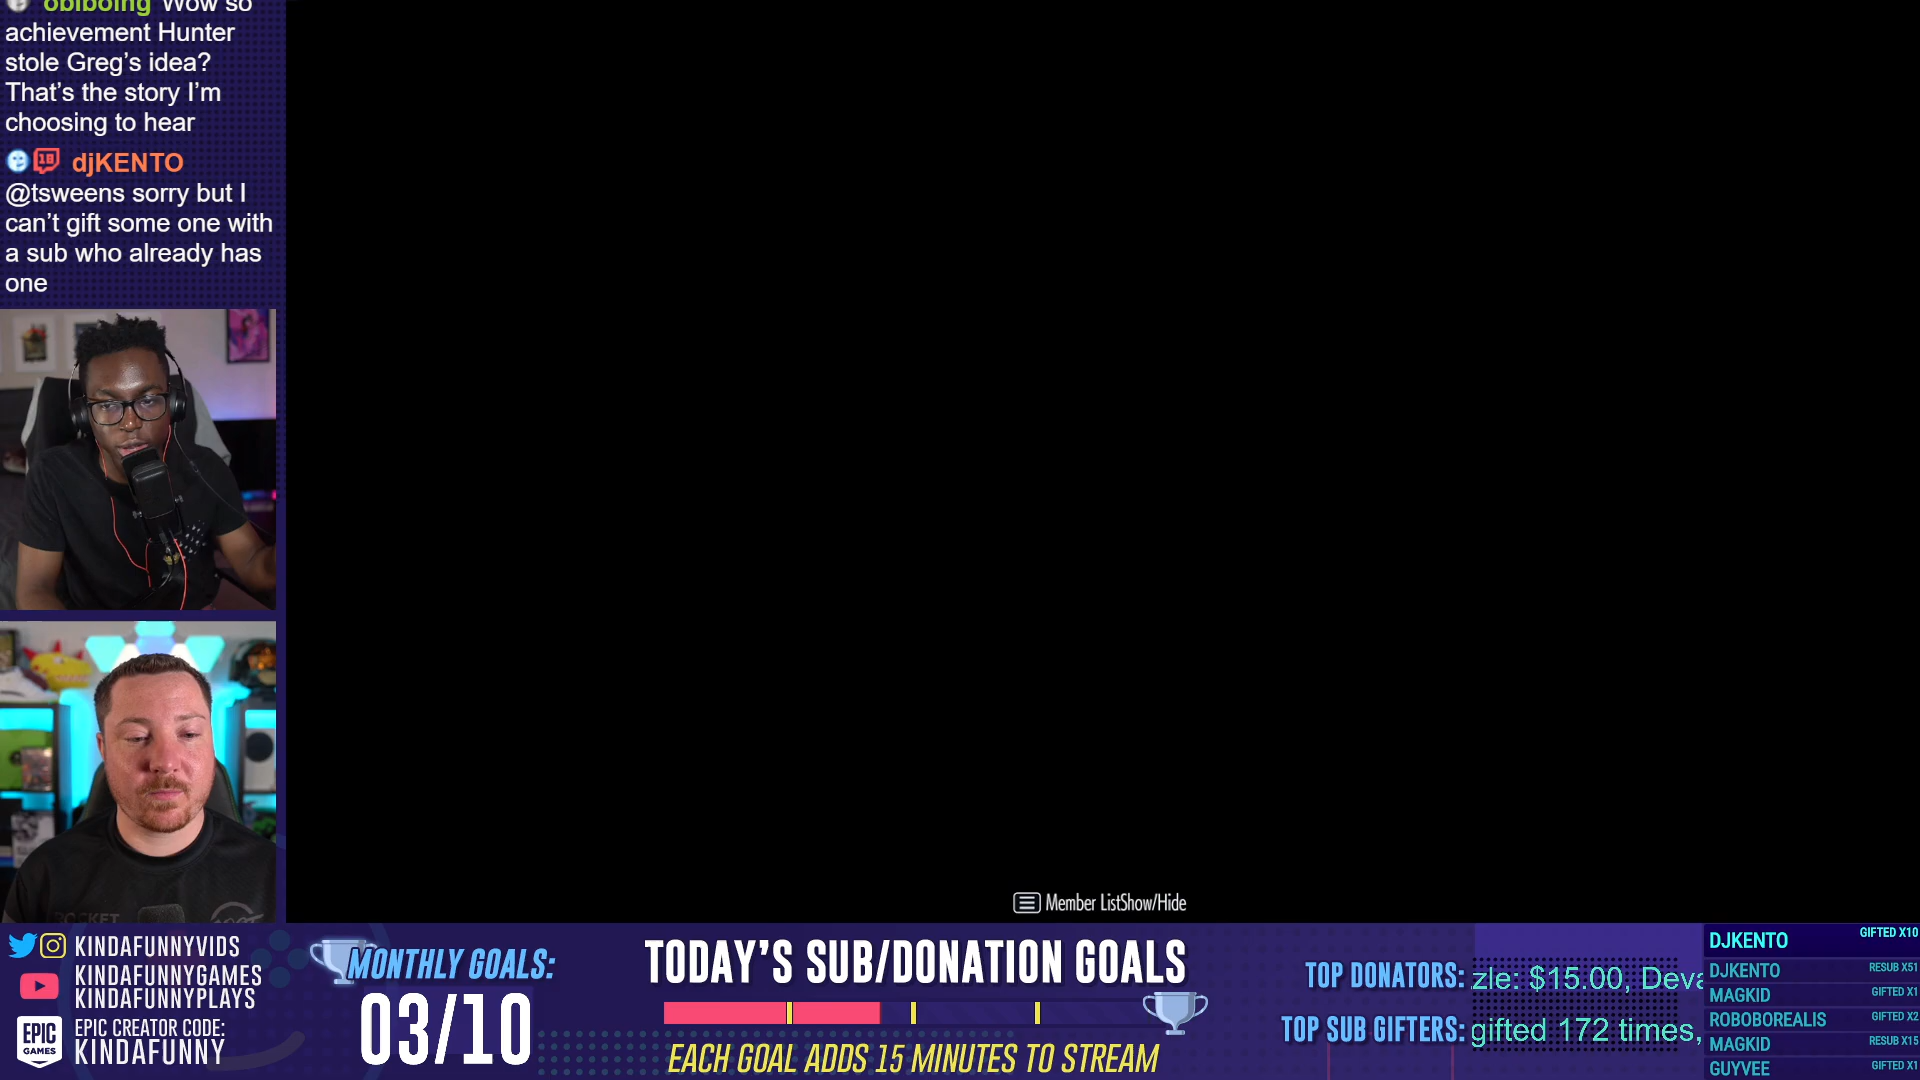 obiboing Wow so
achievement Hunter
stole Greg's idea?
That's the story I'm
choosing to hear
18 djKENTO
@tsweens sorry but I
can't gift some one with
a sub who already has
one
Member ListShow/Hide
KINDAFUNNYVIDS
KINDAFUNNYGAMES
KINDAFUNNYPLAYS
EPIC GAMES
EPIC CREATOR CODE:
KINDAFUNNY
MONTHLY GOALS:
03/10
TODAY'S SUB/DONATION GOALS
EACH GOAL ADDS 15 MINUTES TO STREAM
TOP DONATORS: zle: $15.00, Deva
TOP SUB GIFTERS: gifted 172 times,
DJKENTO GIFTED X10
DJKENTO RESUB X51
MAGKID GIFTED X1
ROBOBOREALIS GIFTED X2
MAGKID RESUB X15
GUYVEE GIFTED X1